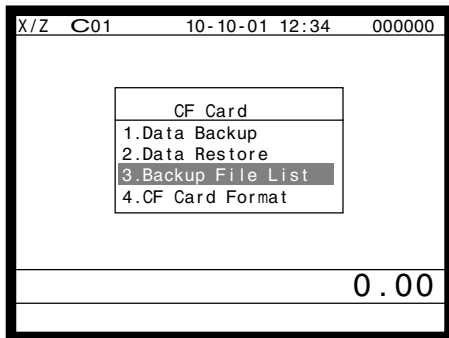 X/Z C01 10-10-01 12:34 000000
CF Card
1.Data Backup
2.Data Restore
3.Backup File List
4.CF Card Format
0.00